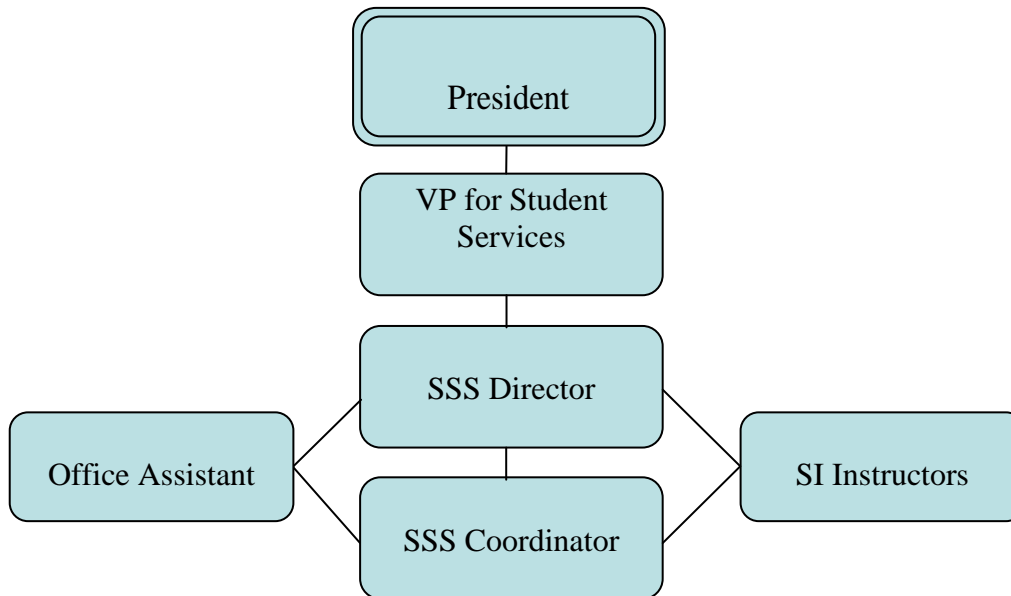 President
VP for Student
Services
SSS Director
Office Assistant
SI Instructors
SSS Coordinator